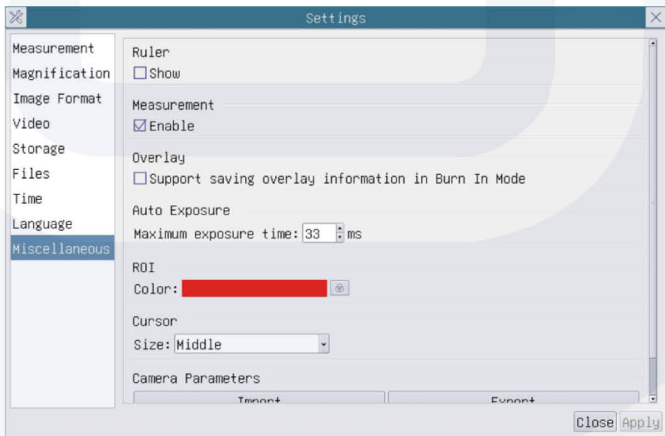 Settings
Measurement
Magnification
Image Format
Video
Storage
Files
Time
Language
Miscellaneous
Ruler
Show
Measurement
Enable
Overlay
Support saving overlay information in Burn In Mode
Auto Exposure
Maximum exposure time: 33 ms
ROI
Color:
Cursor
Size: Middle
Camera Parameters
Import Export
Close Apply